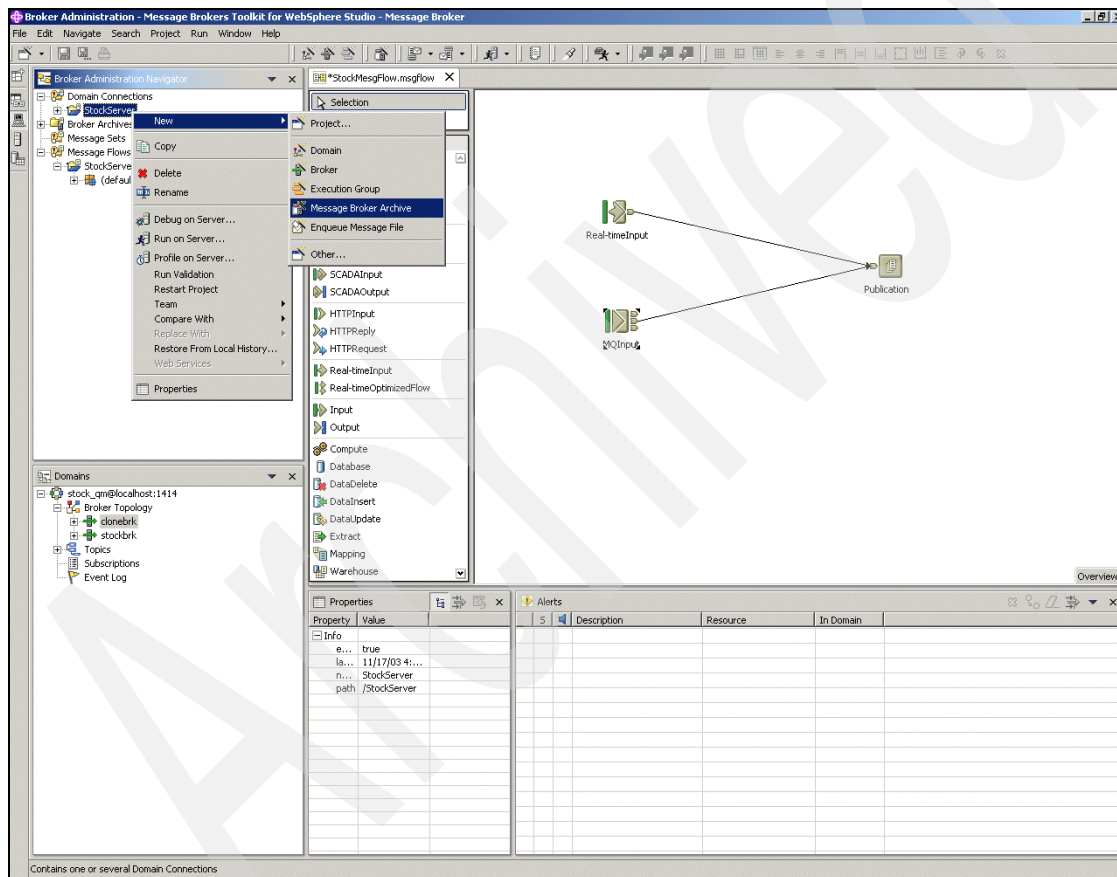 Broker Administration - Message Brokers Toolkit for WebSphere Studio - Message Broker
File Edit Navigate Search Project Run Window Help
Broker Administration Navigator
Domain Connections
StockServer
Broker Archives
Message Sets
Message Flows
StockServe
(defaul
New
Copy
Delete
Rename
Debug on Server...
Run on Server...
Profile on Server...
Run Validation
Restart Project
Team
Compare With
Replace With
Restore From Local History...
Web Services
Properties
Project...
Domain
Broker
Execution Group
Message Broker Archive
Enqueue Message File
Other...
*StockMesgFlow.msgflow
Selection
SCADAInput
SCADAOutput
HTTPInput
HTTPReply
HTTPRequest
Real-timeInput
Real-timeOptimizedFlow
Input
Output
Compute
Database
DataDelete
DataInsert
DataUpdate
Extract
Mapping
Warehouse
Real-timeInput
Publication
MQInput
Overview
Domains
stock_qm@localhost:1414
Broker Topology
clonebrk
stockbrk
Topics
Subscriptions
Event Log
Properties
Property Value
Info
e... true
la... 11/17/03 4:...
n... StockServer
path /StockServer
Alerts
S Description Resource In Domain
Contains one or several Domain Connections
Archived